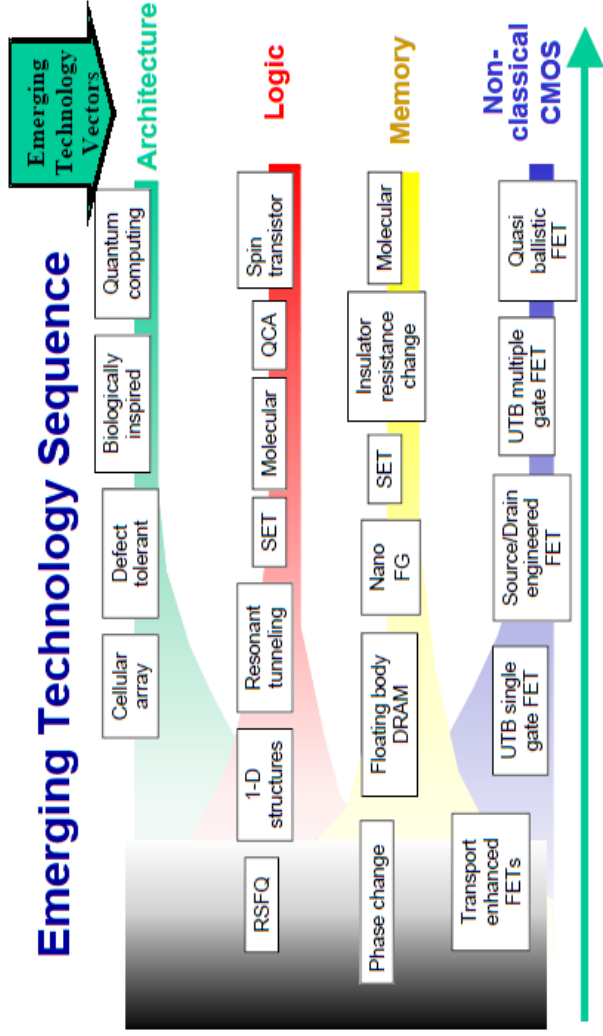 Emerging Technology Sequence
Emerging
Technology
Vectors
Cellular
array
Defect
tolerant
Biologically
inspired
Quantum
computing
Architecture
RSFQ
1-D
structures
Resonant
tunneling
SET
Molecular
QCA
Spin
transistor
Logic
Phase change
Floating body
DRAM
Nano
FG
SET
Insulator
resistance
change
Molecular
Memory
Transport
enhanced
FETs
UTB single
gate FET
Source/Drain
engineered
FET
UTB multiple
gate FET
Quasi
ballistic
FET
Non-
classical
CMOS